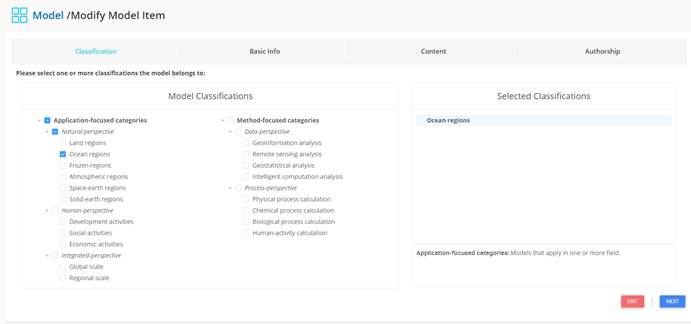 Model /Modify Model Item
Classification Basic Info Content Authorship
Please select one or more classifications the model belongs to:
Model Classifications
Application-focused categories
Natural-perspective
Land regions
Ocean regions
Frozen regions
Atmospheric regions
Space-earth regions
Solid-earth regions
Human-perspective
Development activities
Social activities
Economic activities
Integrated-perspective
Global scale
Regional scale
Method-focused categories
Data-perspective
Geoinformation analysis
Remote sensing analysis
Geostatistical analysis
Intelligent computation analysis
Process-perspective
Physical process calculation
Chemical process calculation
Biological process calculation
Human-activity calculation
Selected Classifications
Ocean regions
Application-focused categories: Models that apply in one or more field.
EXIT NEXT